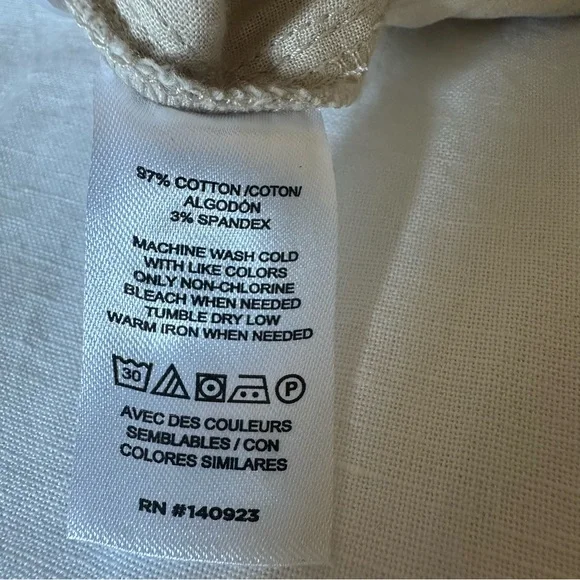 97% COTTON /COTON/
ALGODÓN
3% SPANDEX
MACHINE WASH COLD
WITH LIKE COLORS
ONLY NON-CHLORINE
BLEACH WHEN NEEDED
TUMBLE DRY LOW
WARM IRON WHEN NEEDED
30 P
AVEC DES COULEURS
SEMBLABLES / CON
COLORES SIMILARES
RN #140923